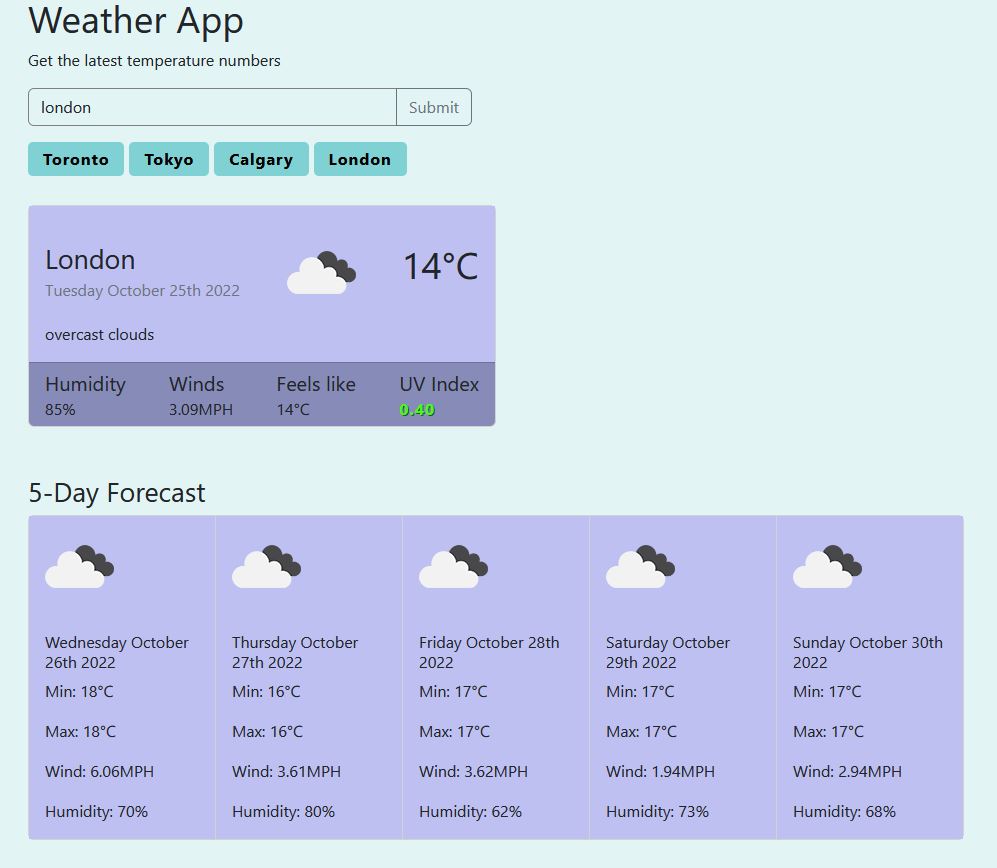 Weather App
Get the latest temperature numbers
london Submit
Toronto Tokyo Calgary London
London 14°C
Tuesday October 25th 2022
overcast clouds
Humidity Winds Feels like UV Index
85% 3.09MPH 14°C 0.40
5-Day Forecast
Wednesday October
26th 2022
Min: 18°C
Max: 18°C
Wind: 6.06MPH
Humidity: 70%
Thursday October
27th 2022
Min: 16°C
Max: 16°C
Wind: 3.61MPH
Humidity: 80%
Friday October 28th
2022
Min: 17°C
Max: 17°C
Wind: 3.62MPH
Humidity: 62%
Saturday October
29th 2022
Min: 17°C
Max: 17°C
Wind: 1.94MPH
Humidity: 73%
Sunday October 30th
2022
Min: 17°C
Max: 17°C
Wind: 2.94MPH
Humidity: 68%